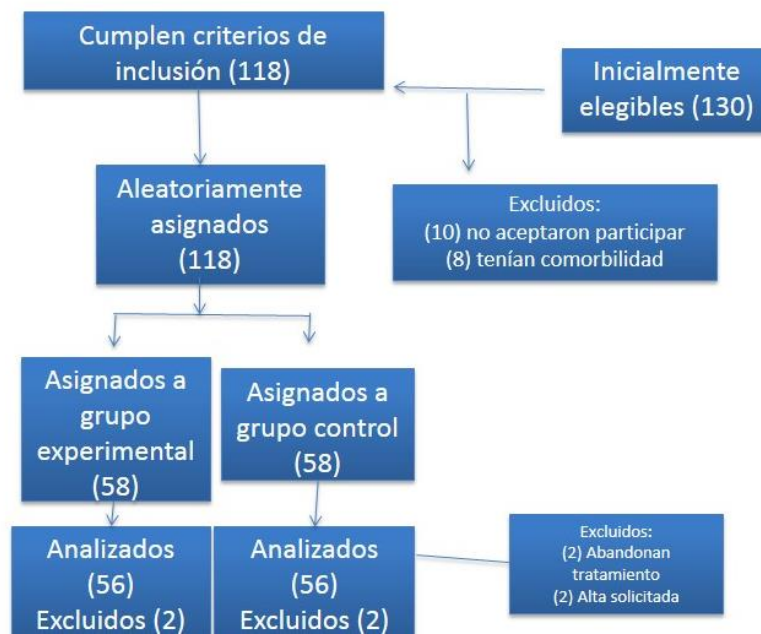 Cumplen criterios de
inclusión (118)
Inicialmente
elegibles (130)
Aleatoriamente
asignados
(118)
Excluidos:
(10) no aceptaron participar
(8) tenían comorbilidad
Asignados a
grupo
experimental
(58)
Asignados a
grupo control
(58)
Analizados
(56)
Excluidos (2)
Analizados
(56)
Excluidos (2)
Excluidos:
(2) Abandonan
tratamiento
(2) Alta solicitada